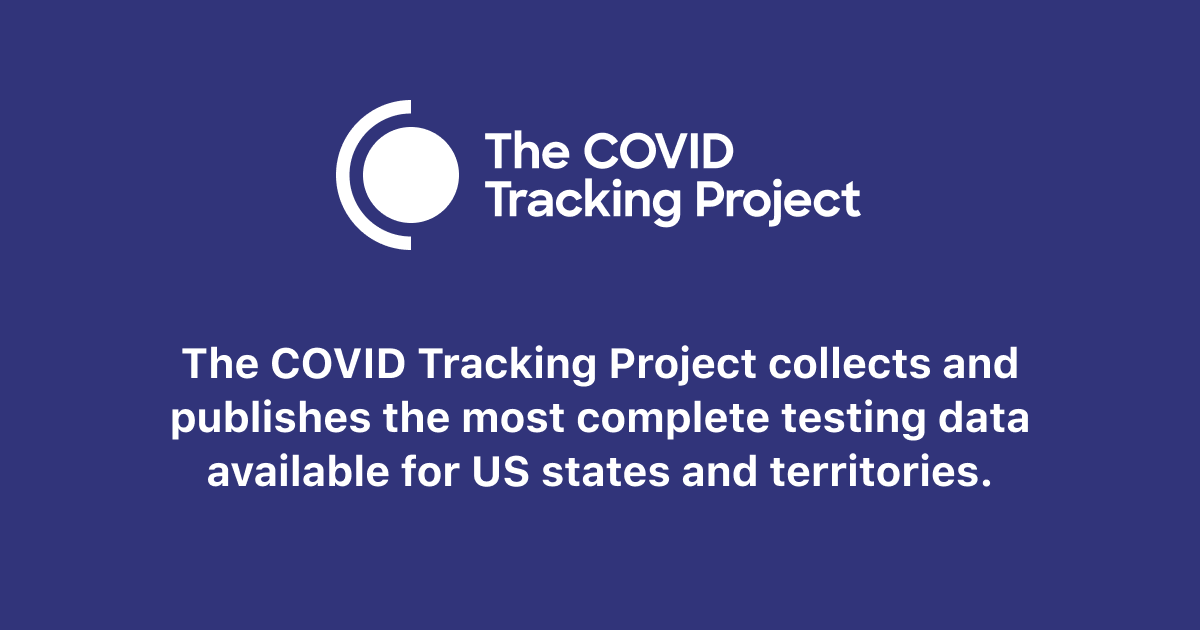 The COVID
Tracking Project
The COVID Tracking Project collects and
publishes the most complete testing data
available for US states and territories.